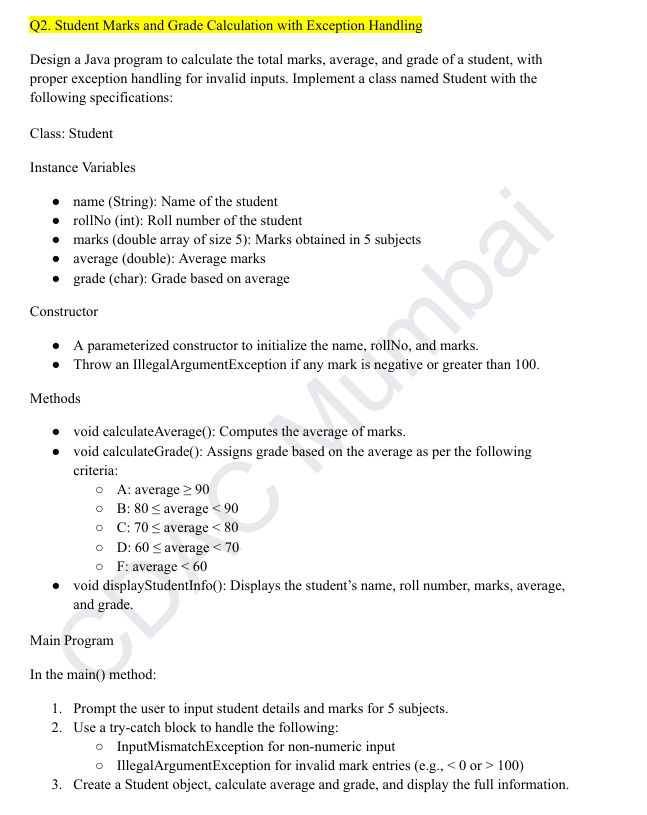 Q2. Student Marks and Grade Calculation with Exception Handling
Design a Java program to calculate the total marks, average, and grade of a student, with
proper exception handling for invalid inputs. Implement a class named Student with the
following specifications:
Class: Student
Instance Variables
● name (String): Name of the student
● rollNo (int): Roll number of the student
● marks (double array of size 5): Marks obtained in 5 subjects
● average (double): Average marks
● grade (char): Grade based on average
Constructor
● A parameterized constructor to initialize the name, rollNo, and marks.
● Throw an IllegalArgumentException if any mark is negative or greater than 100.
Methods
● void calculateAverage(): Computes the average of marks.
● void calculateGrade(): Assigns grade based on the average as per the following
criteria:
○ A: average ≥ 90
○ B: 80 ≤ average < 90
○ C: 70 ≤ average < 80
○ D: 60 ≤ average < 70
○ F: average < 60
● void displayStudentInfo(): Displays the student’s name, roll number, marks, average,
and grade.
Main Program
In the main() method:
1. Prompt the user to input student details and marks for 5 subjects.
2. Use a try-catch block to handle the following:
○ InputMismatchException for non-numeric input
○ IllegalArgumentException for invalid mark entries (e.g., < 0 or > 100)
3. Create a Student object, calculate average and grade, and display the full information.
CDAC Mumbai